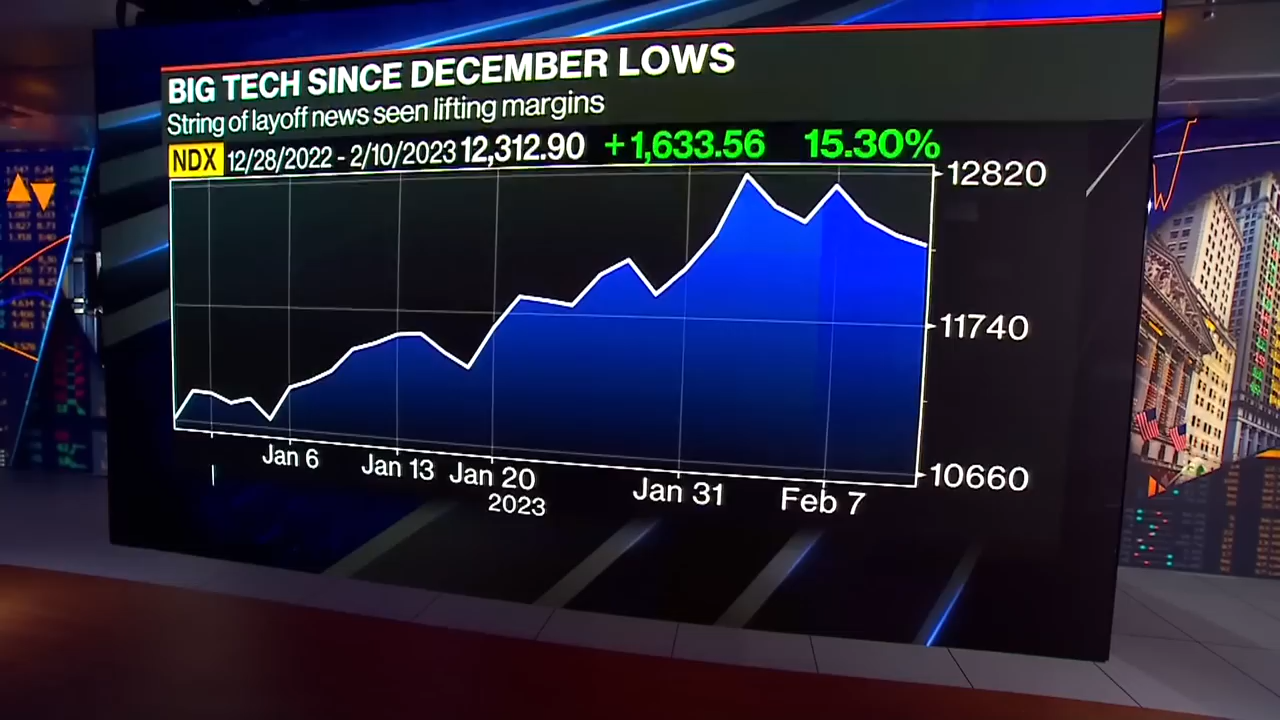 BIG TECH SINCE DECEMBER LOWS
String of layoff news seen lifting margins
NDX 12/28/2022 - 2/10/2023 12,312.90 +1,633.56 15.30%
12820
11740
10660
Jan 6 Jan 13 Jan 20 Jan 31 Feb 7
2023